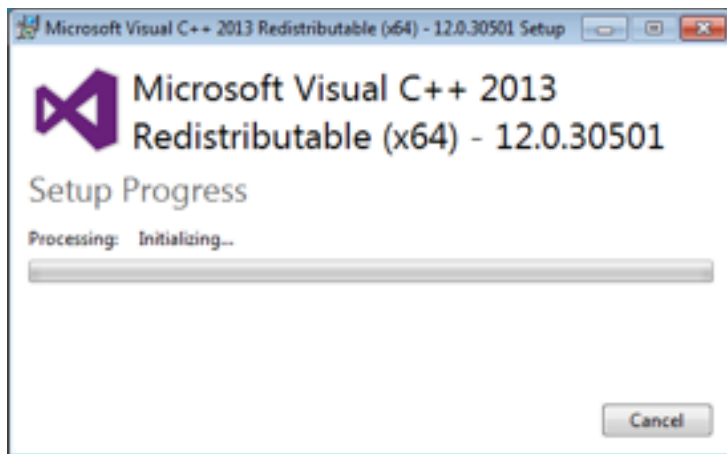 Microsoft Visual C++ 2013 Redistributable (x64) - 12.0.30501 Setup
Microsoft Visual C++ 2013
Redistributable (x64) - 12.0.30501
Setup Progress
Processing: Initializing...
Cancel